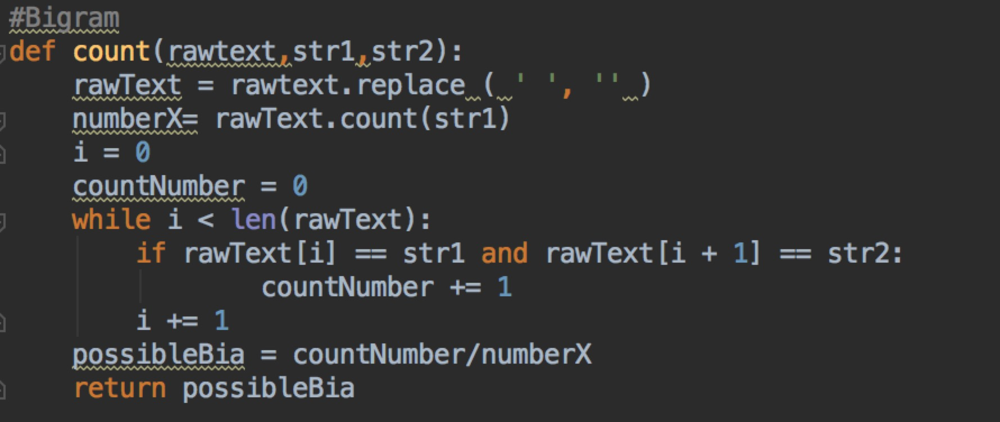 #Bigram
def count(rawtext,str1,str2):
    rawText = rawtext.replace ( ' ', '' )
    numberX= rawText.count(str1)
    i = 0
    countNumber = 0
    while i < len(rawText):
        if rawText[i] == str1 and rawText[i + 1] == str2:
                countNumber += 1
        i += 1
    possibleBia = countNumber/numberX
    return possibleBia